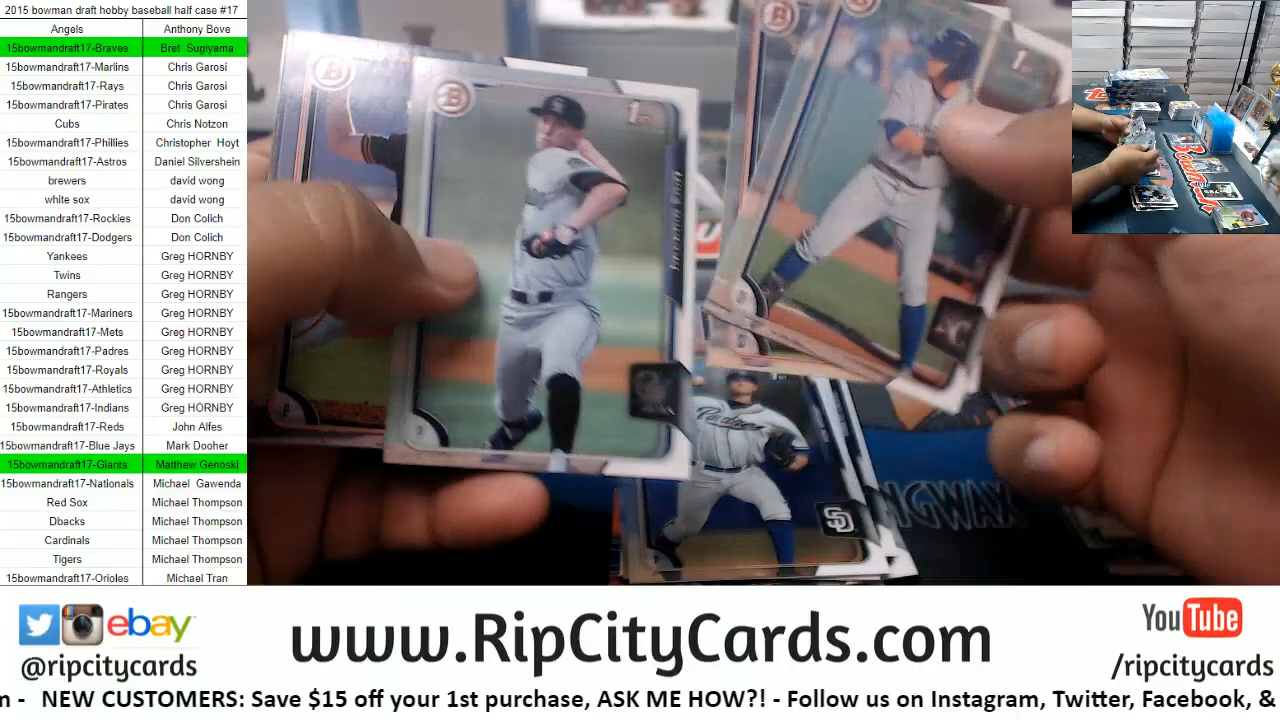 2015 bowman draft hobby baseball half case #17
Angels Anthony Bove
15bowmandraft17-Braves Bret Sugiyama
15bowmandraft17-Marlins Chris Garosi
15bowmandraft17-Rays Chris Garosi
15bowmandraft17-Pirates Chris Garosi
Cubs Chris Notzon
15bowmandraft17-Phillies Christopher Hoyt
15bowmandraft17-Astros Daniel Silvershein
brewers david wong
white sox david wong
15bowmandraft17-Rockies Don Colich
15bowmandraft17-Dodgers Don Colich
Yankees Greg HORNBY
Twins Greg HORNBY
Rangers Greg HORNBY
15bowmandraft17-Mariners Greg HORNBY
15bowmandraft17-Mets Greg HORNBY
15bowmandraft17-Padres Greg HORNBY
15bowmandraft17-Royals Greg HORNBY
15bowmandraft17-Athletics Greg HORNBY
15bowmandraft17-Indians Greg HORNBY
15bowmandraft17-Reds John Alfes
15bowmandraft17-Blue Jays Mark Dooher
15bowmandraft17-Giants Matthew Genoski
15bowmandraft17-Nationals Michael Gawenda
Red Sox Michael Thompson
Dbacks Michael Thompson
Cardinals Michael Thompson
Tigers Michael Thompson
15bowmandraft17-Orioles Michael Tran
B
B
1st
B
B
1st
Padres
SD
NGWAX
Bowman
ebay
@ripcitycards
www.RipCityCards.com
YouTube
/ripcitycards
m - NEW CUSTOMERS: Save $15 off your 1st purchase, ASK ME HOW?! - Follow us on Instagram, Twitter, Facebook, &